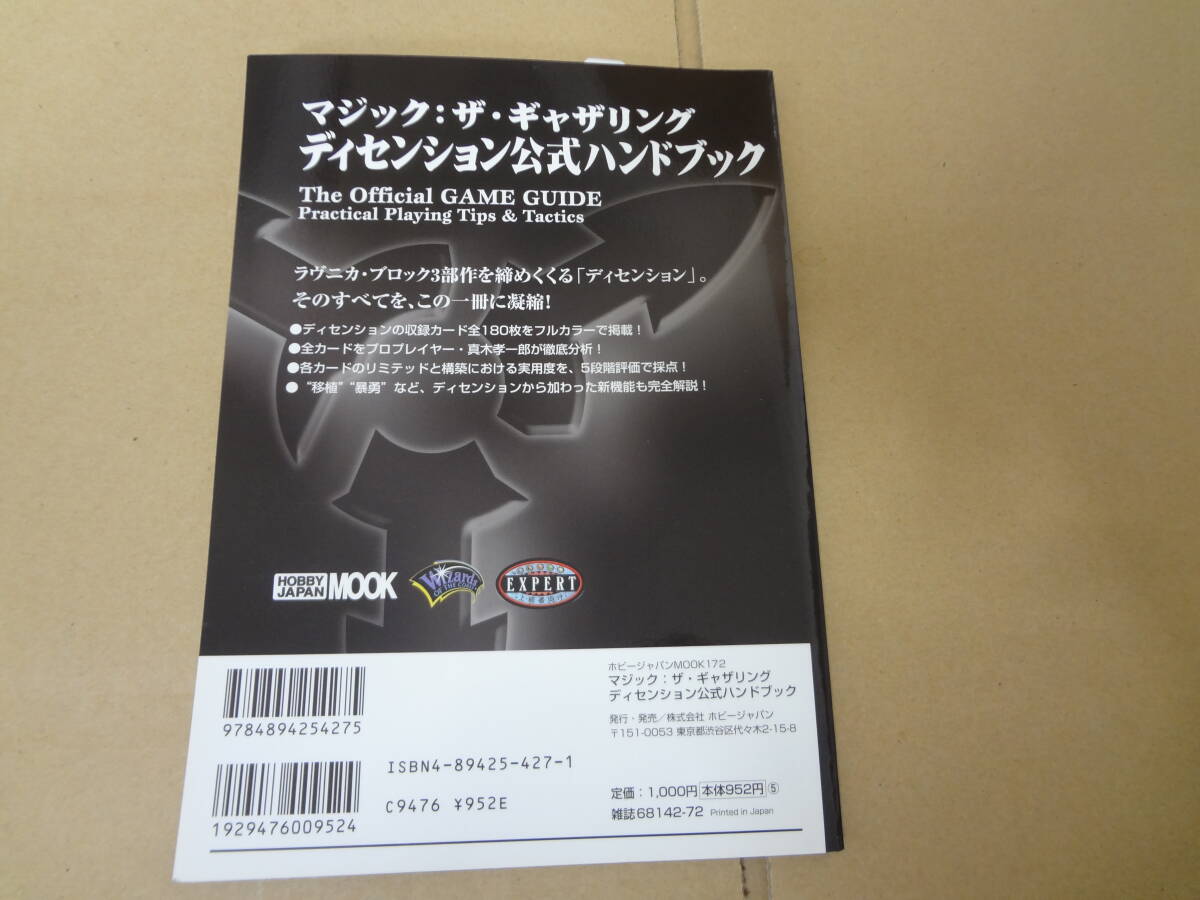 マジック：ザ・ギャザリング
ディセンション公式ハンドブック
The Official GAME GUIDE
Practical Playing Tips & Tactics
ラヴニカ・ブロック3部作を締めくくる「ディセンション」。
そのすべてを、この一冊に凝縮！
●ディセンションの収録カード全180枚をフルカラーで掲載！
●全カードをプロプレイヤー・真木孝一郎が徹底分析！
●各カードのリミテッドと構築における実用度を、5段階評価で採点！
●“移植”“暴勇”など、ディセンションから加わった新機能も完全解説！
HOBBY
JAPAN
MOOK
Wizards
OF THE COAST
EXPERT
上級者向け
ホビージャパンMOOK172
マジック：ザ・ギャザリング
ディセンション公式ハンドブック
発行・発売／株式会社 ホビージャパン
〒151-0053 東京都渋谷区代々木2-15-8
9784894254275
ISBN4-89425-427-1
C9476 ¥952E
1929476009524
定価：1,000円 本体952円 ⑤
雑誌68142-72 Printed in Japan